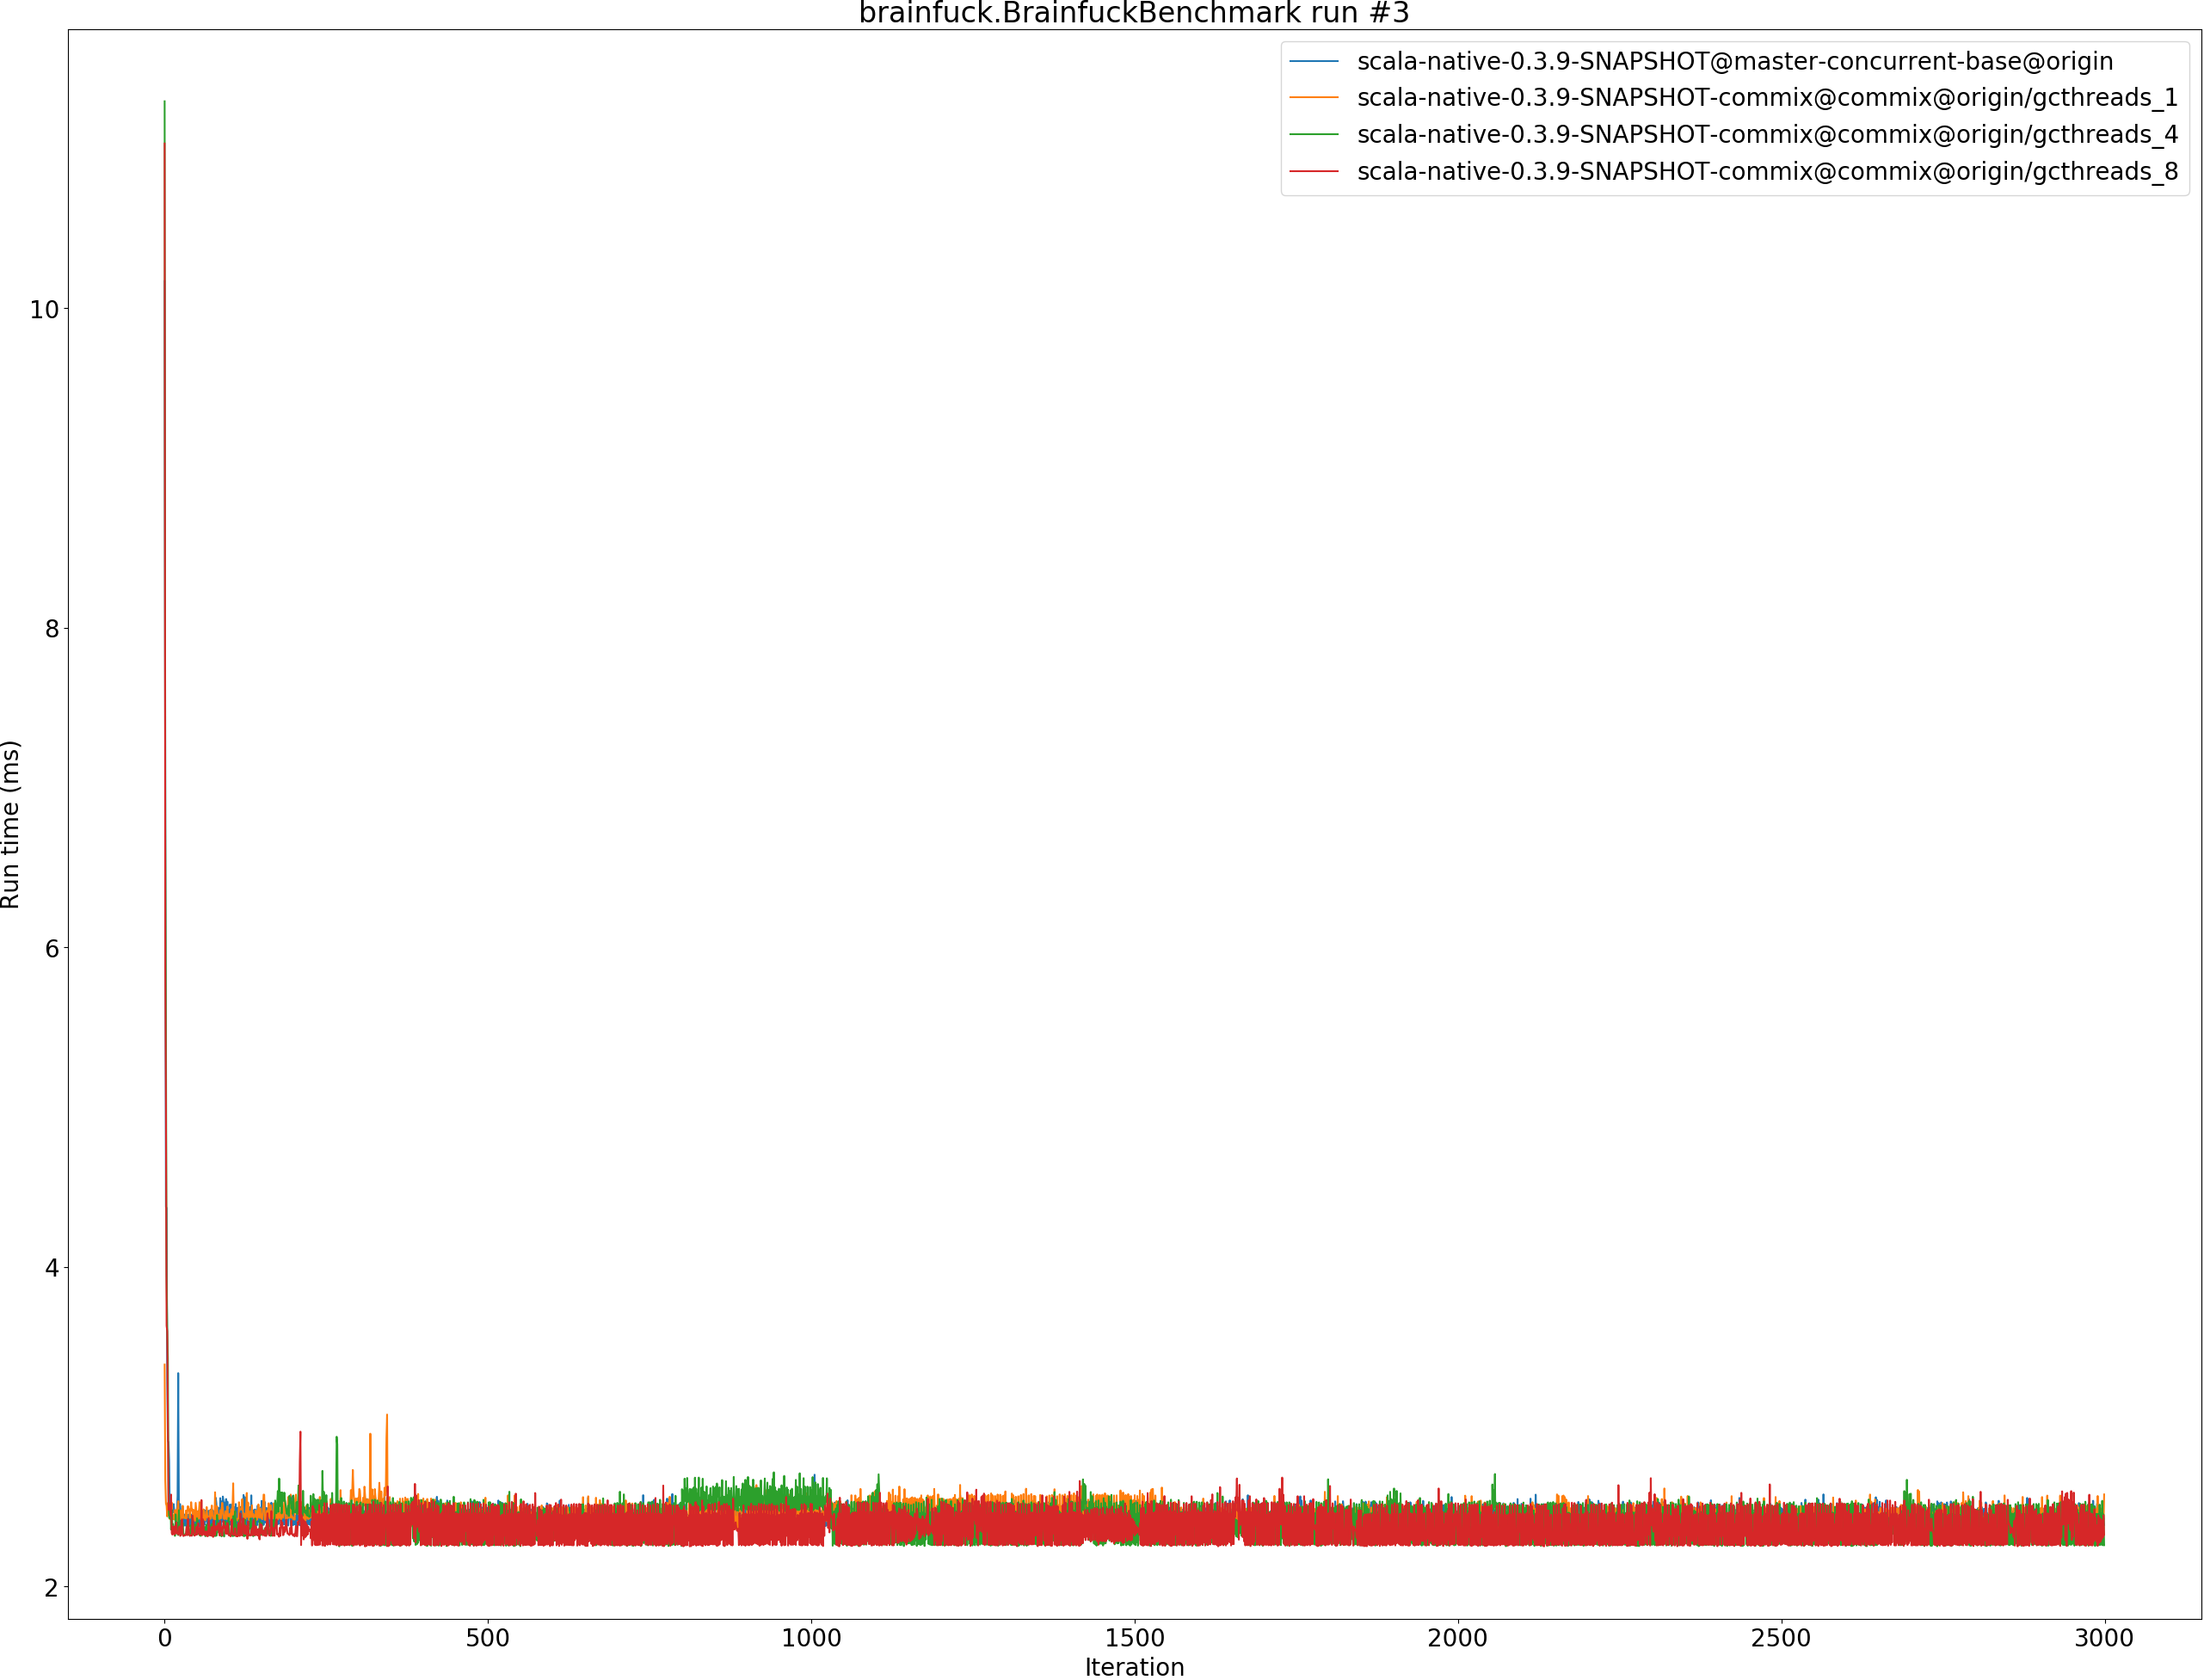 brainfuck.BrainfuckBenchmark run #3
scala-native-0.3.9-SNAPSHOT@master-concurrent-base@origin
scala-native-0.3.9-SNAPSHOT-commix@commix@origin/gcthreads_1
scala-native-0.3.9-SNAPSHOT-commix@commix@origin/gcthreads_4
scala-native-0.3.9-SNAPSHOT-commix@commix@origin/gcthreads_8
Run time (ms)
10
8
6
4
2
0 500 1000 1500 2000 2500 3000
Iteration